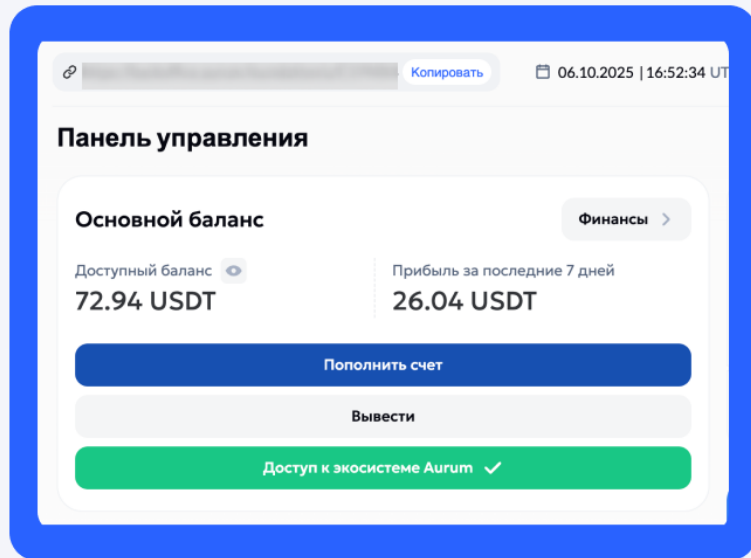 Копировать
06.10.2025 | 16:52:34 UT
Панель управления
Основной баланс
Финансы
Доступный баланс
Прибыль за последние 7 дней
72.94 USDT
26.04 USDT
Пополнить счет
Вывести
Доступ к экосистеме Aurum